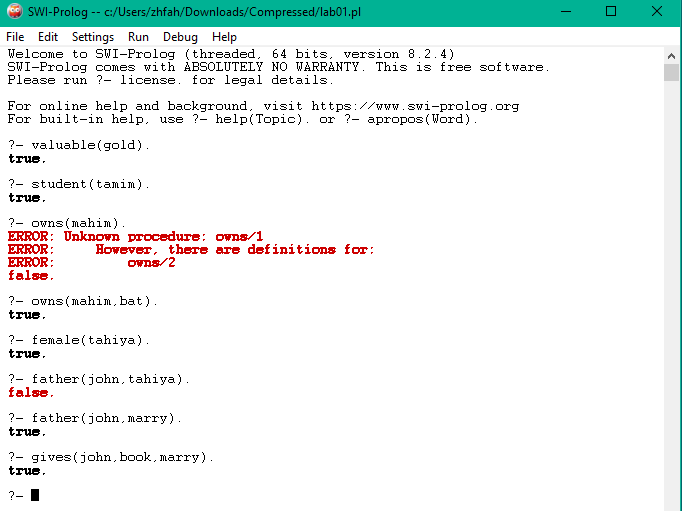 SWI-Prolog -- c:/Users/zhfah/Downloads/Compressed/lab01.pl
File Edit Settings Run Debug Help
Welcome to SWI-Prolog (threaded, 64 bits, version 8.2.4)
SWI-Prolog comes with ABSOLUTELY NO WARRANTY. This is free software.
Please run ?- license. for legal details.
For online help and background, visit https://www.swi-prolog.org
For built-in help, use ?- help(Topic). or ?- apropos(Word).
?- valuable(gold).
true.
?- student(tamim).
true.
?- owns(mahim).
ERROR: Unknown procedure: owns/1
ERROR:     However, there are definitions for:
ERROR:         owns/2
false.
?- owns(mahim,bat).
true.
?- female(tahiya).
true.
?- father(john,tahiya).
false.
?- father(john,marry).
true.
?- gives(john,book,marry).
true.
?-